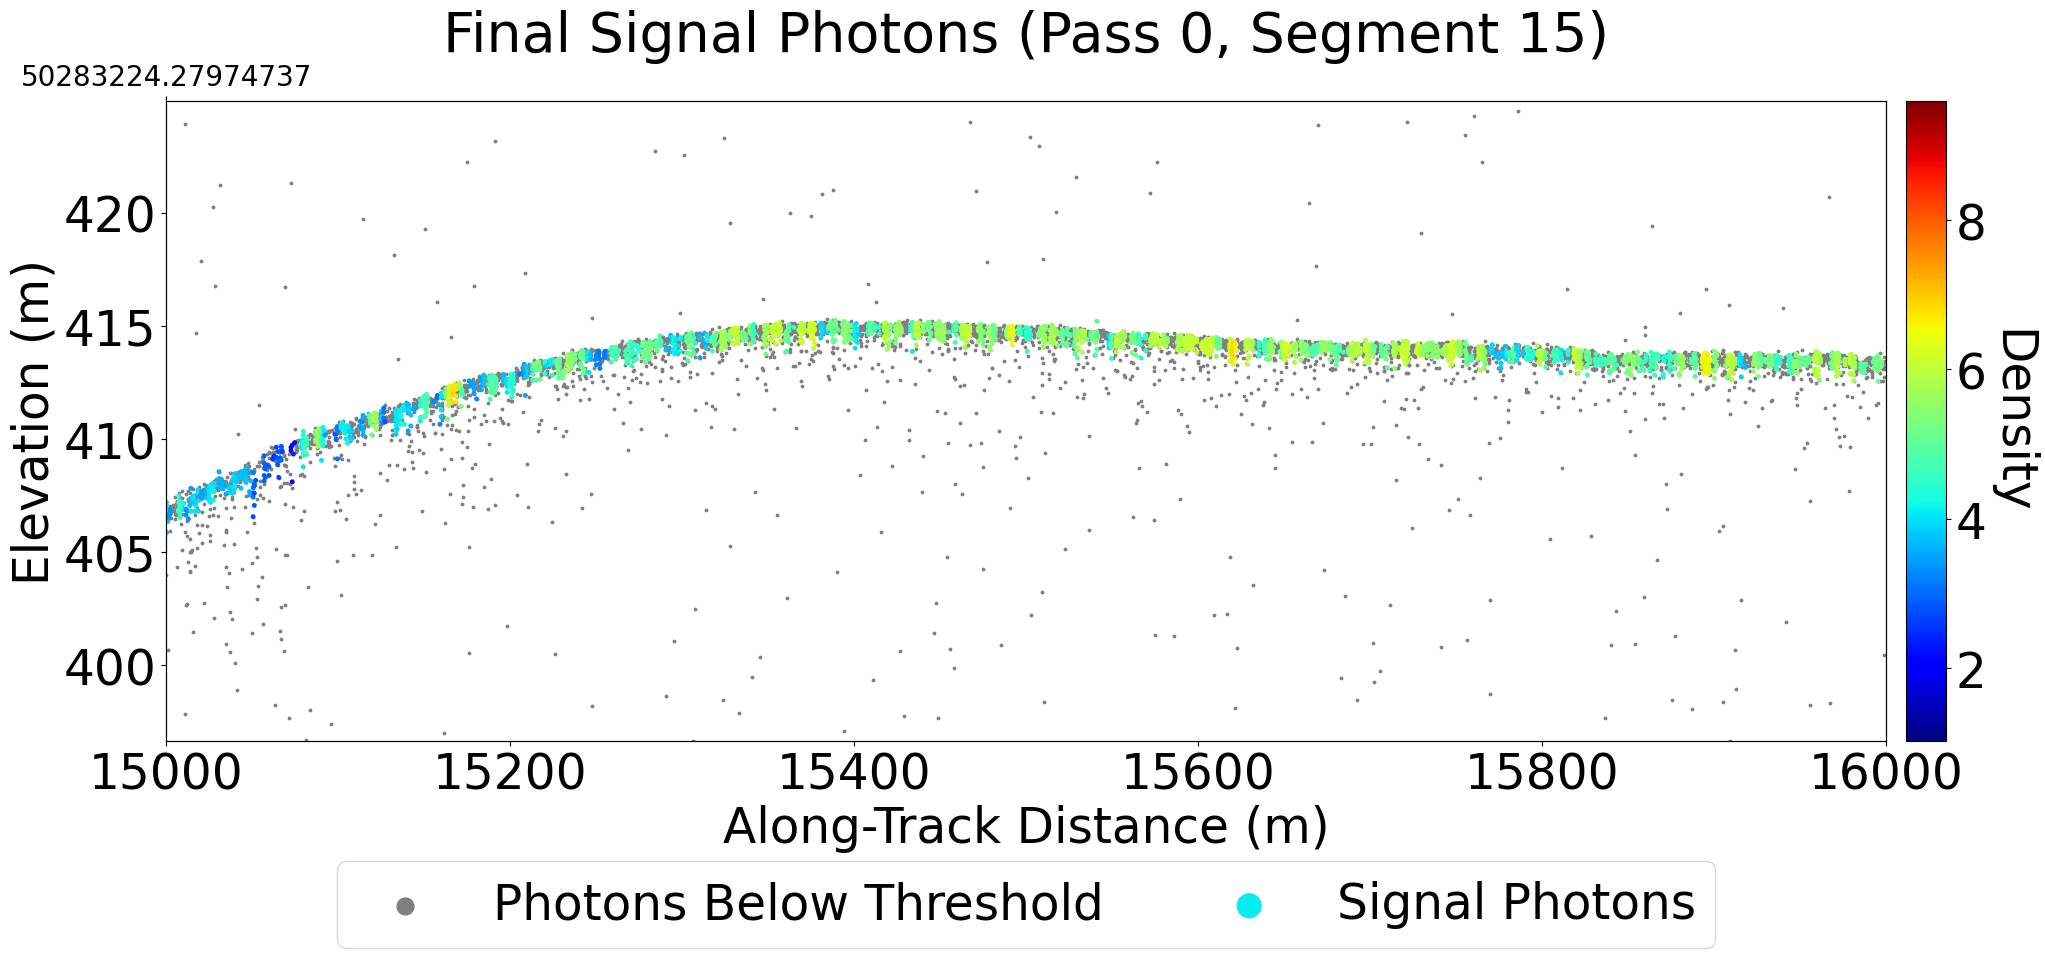 Final Signal Photons (Pass 0, Segment 15)
50283224.27974737
420
415
410
405
400
Elevation (m)
15000 15200 15400 15600 15800 16000
Along-Track Distance (m)
8
6
4
2
Density
Photons Below Threshold Signal Photons